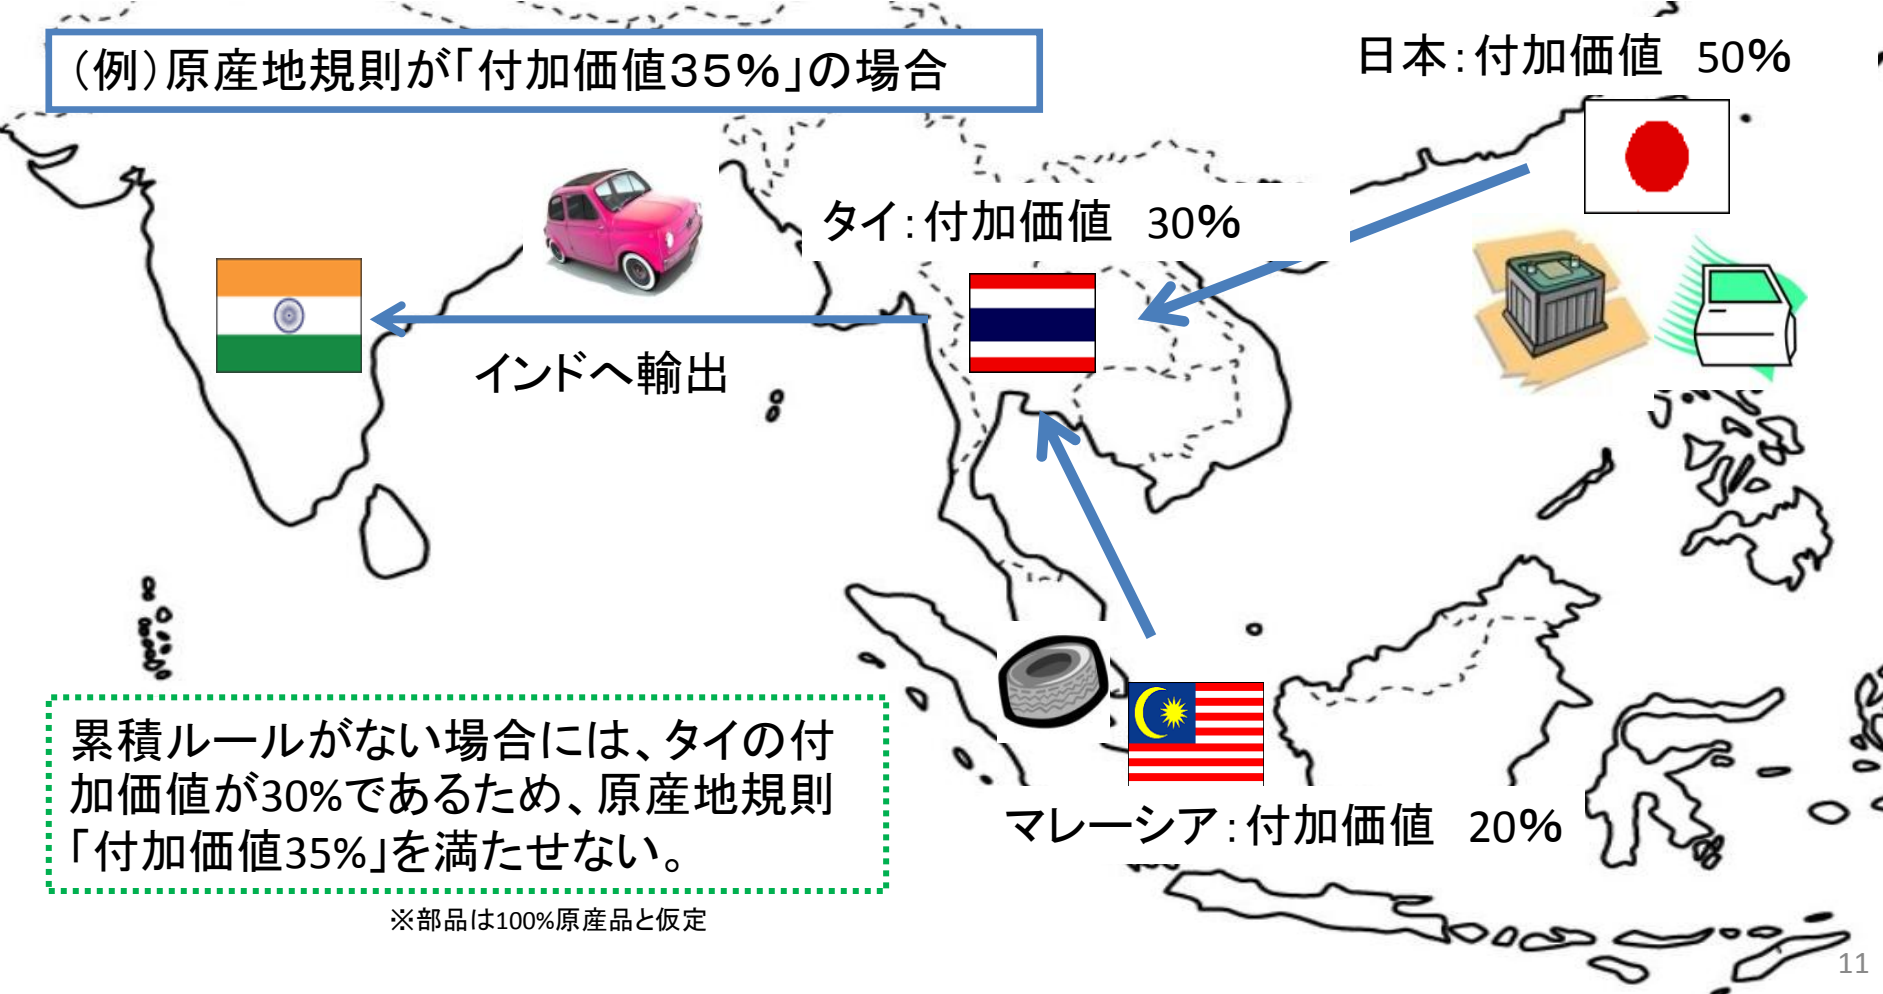 （例）原産地規則が「付加価値35%」の場合
日本：付加価値　50%
タイ：付加価値　30%
インドへ輸出
累積ルールがない場合には、タイの付
加価値が30%であるため、原産地規則
「付加価値35%」を満たせない。
マレーシア：付加価値　20%
※部品は100%原産品と仮定
11